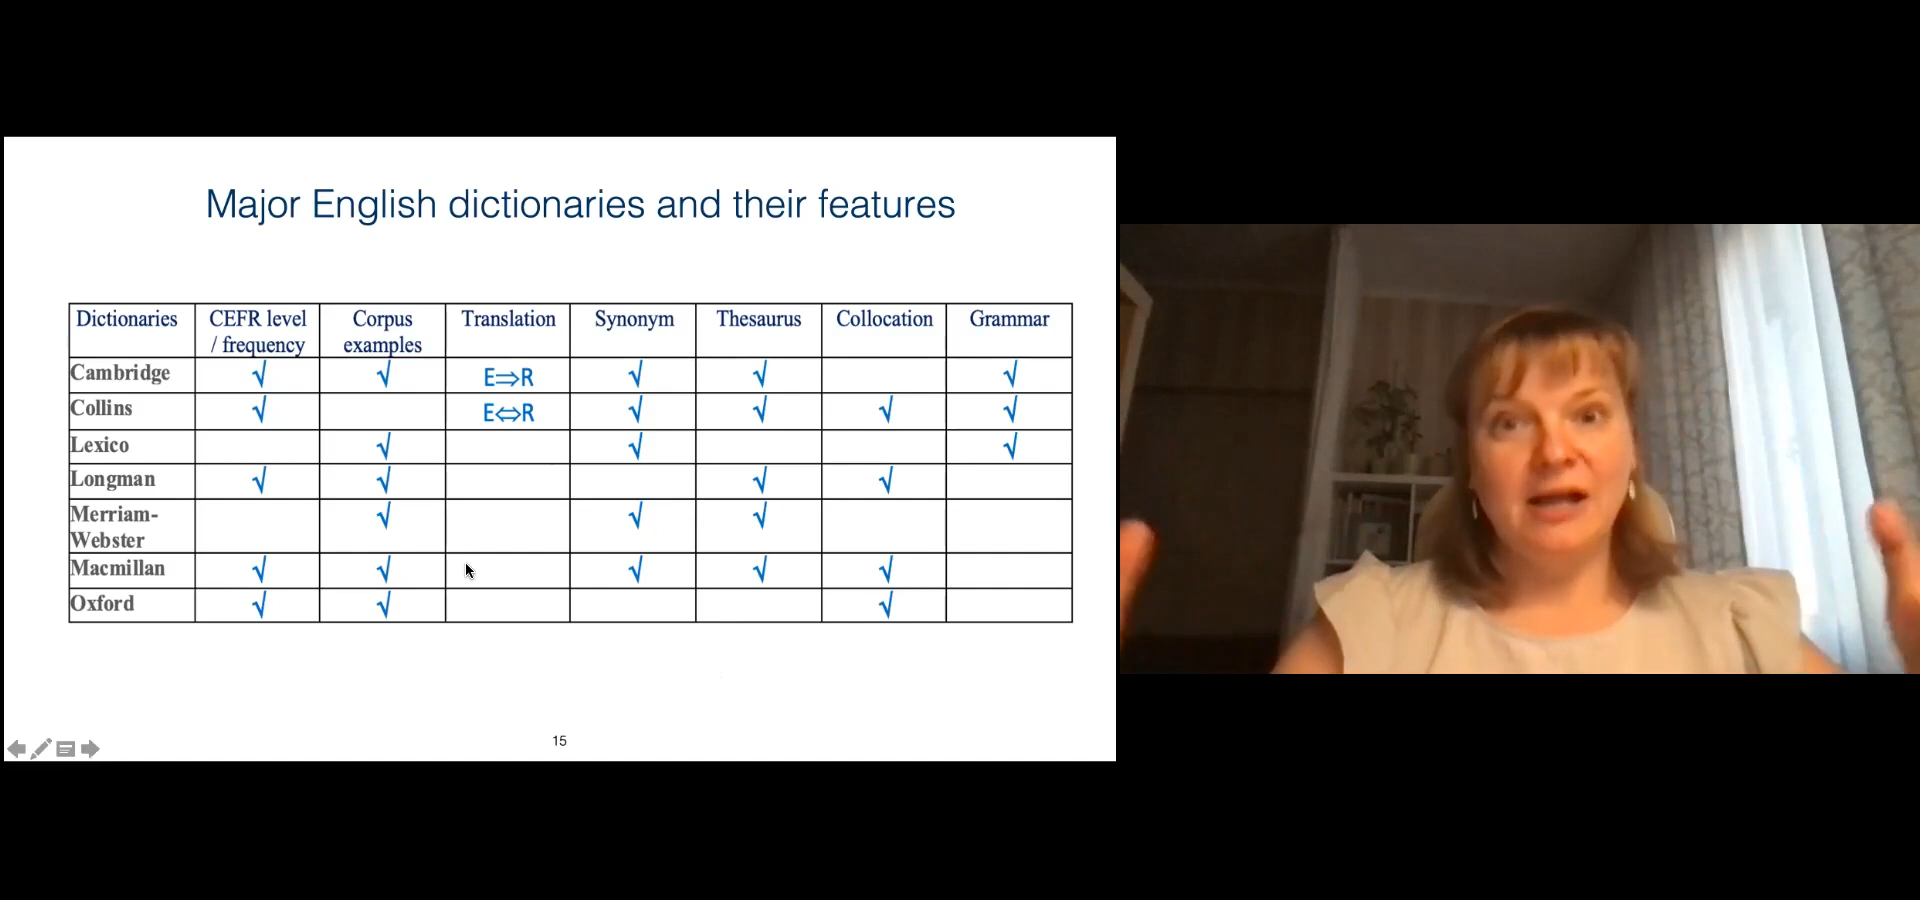 Major English dictionaries and their features
Dictionaries CEFR level / frequency Corpus examples Translation Synonym Thesaurus Collocation Grammar
Cambridge √ √ E⇒R √ √ √
Collins √ E⇔R √ √ √ √
Lexico √ √ √
Longman √ √ √ √
Merriam-Webster √ √ √
Macmillan √ √ √ √ √
Oxford √ √ √
15